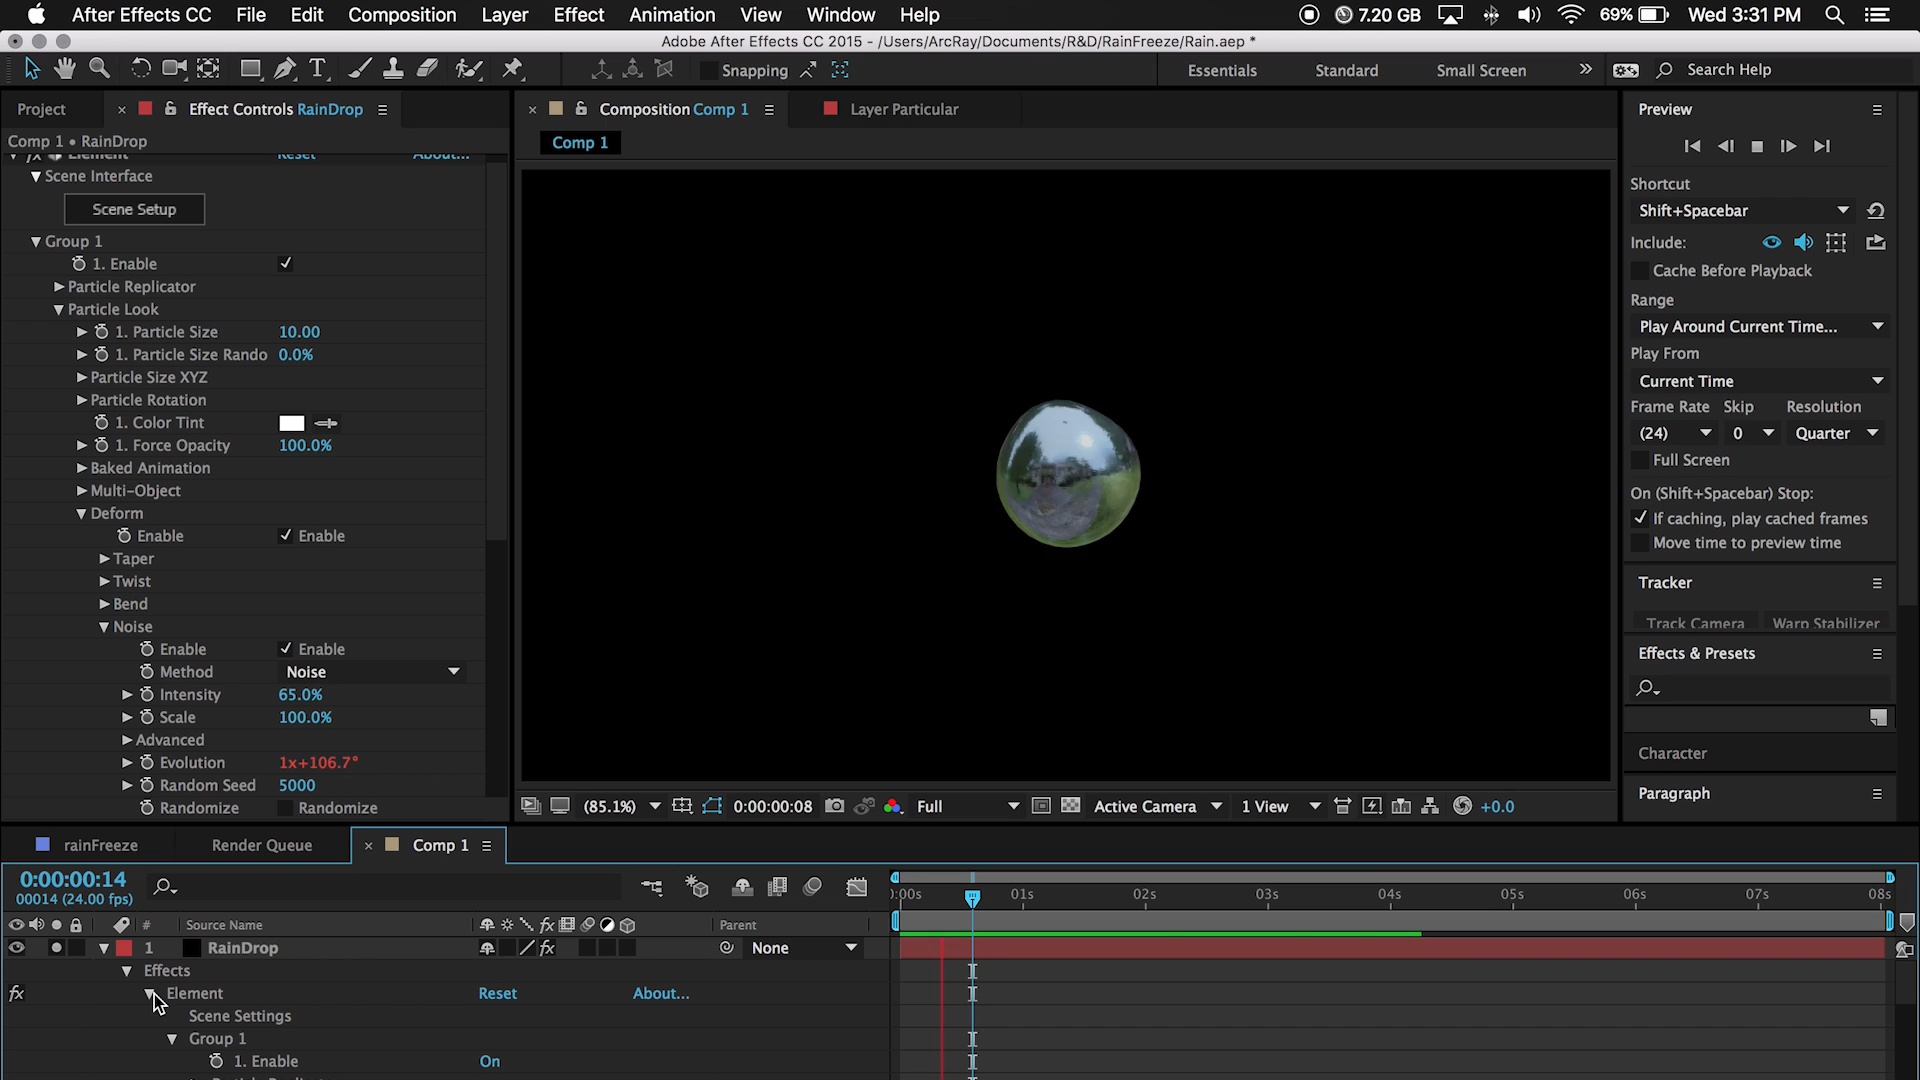 After Effects CC File Edit Composition Layer Effect Animation View Window Help 7.20 GB 69% Wed 3:31 PM
Adobe After Effects CC 2015 - /Users/ArcRay/Documents/R&D/RainFreeze/Rain.aep *
Snapping Essentials Standard Small Screen » Search Help
Project × Effect Controls RainDrop
Comp 1 • RainDrop
fx Element Reset About...
Scene Interface
Scene Setup
Group 1
1. Enable
Particle Replicator
Particle Look
1. Particle Size 10.00
1. Particle Size Rando 0.0%
Particle Size XYZ
Particle Rotation
1. Color Tint
1. Force Opacity 100.0%
Baked Animation
Multi-Object
Deform
Enable Enable
Taper
Twist
Bend
Noise
Enable Enable
Method Noise
Intensity 65.0%
Scale 100.0%
Advanced
Evolution 1x+106.7°
Random Seed 5000
Randomize Randomize
× Composition Comp 1 Layer Particular
Comp 1
(85.1%) 0:00:00:08 Full Active Camera 1 View +0.0
Preview
Shortcut
Shift+Spacebar
Include:
Cache Before Playback
Range
Play Around Current Time...
Play From
Current Time
Frame Rate Skip Resolution
(24) 0 Quarter
Full Screen
On (Shift+Spacebar) Stop:
If caching, play cached frames
Move time to preview time
Tracker
Track Camera Warp Stabilizer
Effects & Presets
Character
Paragraph
rainFreeze Render Queue × Comp 1
0:00:00:14
00014 (24.00 fps)
):00s 01s 02s 03s 04s 05s 06s 07s 08s
# Source Name fx Parent
1 RainDrop fx None
Effects
fx Element Reset About...
Scene Settings
Group 1
1. Enable On